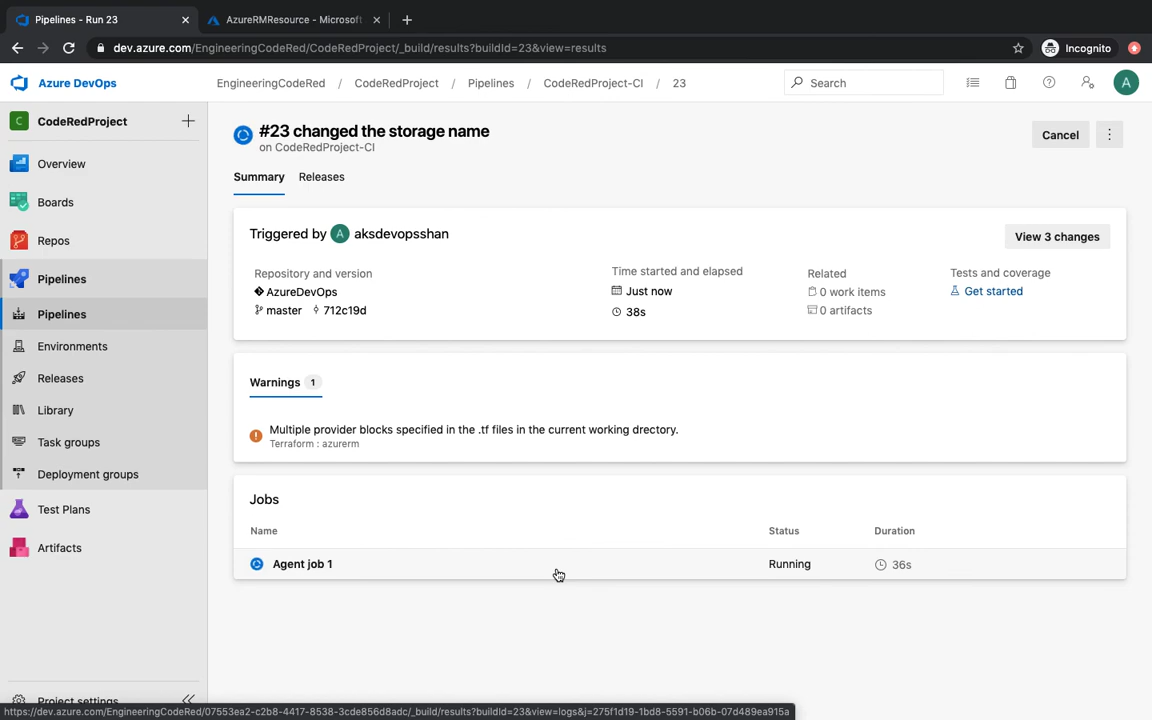 Pipelines - Run 23
AzureRMResource - Microsoft
dev.azure.com/EngineeringCodeRed/CodeRedProject/_build/results?buildId=23&view=results
Incognito
Azure DevOps
EngineeringCodeRed / CodeRedProject / Pipelines / CodeRedProject-CI / 23
Search
A
C CodeRedProject
Overview
Boards
Repos
Pipelines
Pipelines
Environments
Releases
Library
Task groups
Deployment groups
Test Plans
Artifacts
Project settings
#23 changed the storage name
on CodeRedProject-CI
Cancel
Summary Releases
Triggered by A aksdevopsshan
View 3 changes
Repository and version
AzureDevOps
master 712c19d
Time started and elapsed
Just now
38s
Related
0 work items
0 artifacts
Tests and coverage
Get started
Warnings 1
Multiple provider blocks specified in the .tf files in the current working drectory.
Terraform : azurerm
Jobs
Name Status Duration
Agent job 1 Running 36s
https://dev.azure.com/EngineeringCodeRed/07553ea2-c2b8-4417-8538-3cde856d8adc/_build/results?buildId=23&view=logs&j=275f1d19-1bd8-5591-b06b-07d489ea915a